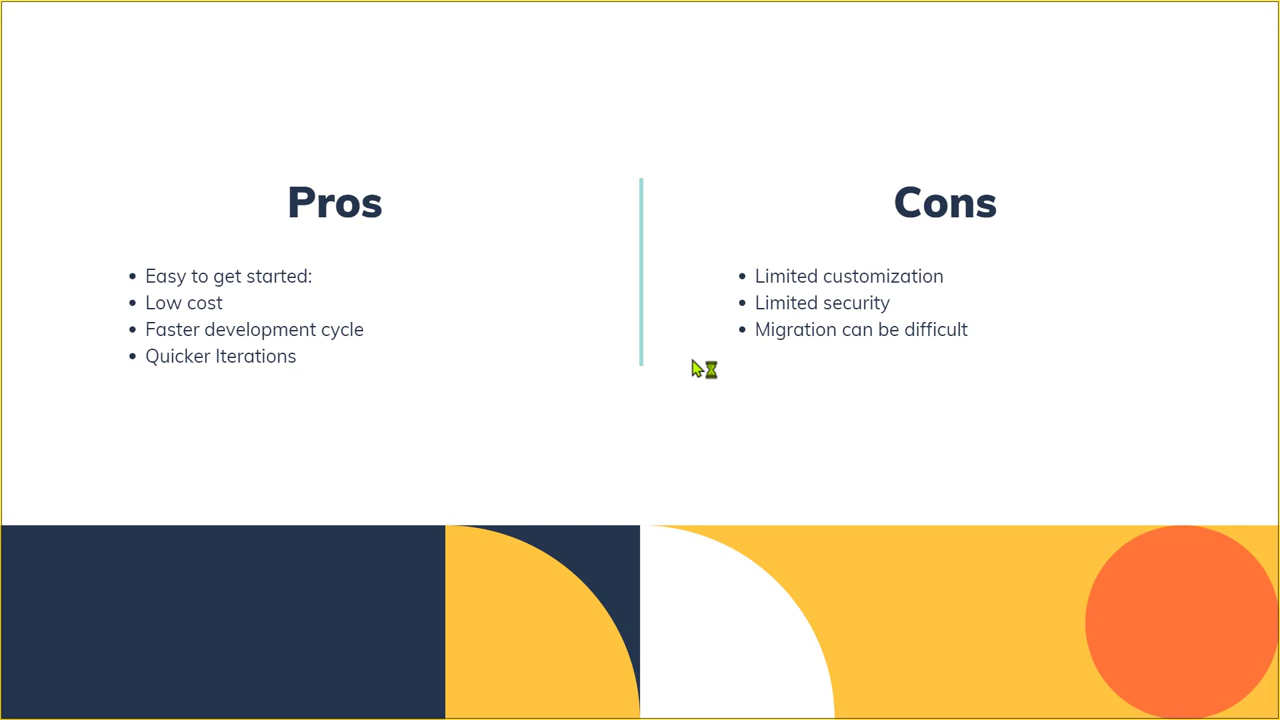 Pros
• Easy to get started:
• Low cost
• Faster development cycle
• Quicker Iterations
Cons
• Limited customization
• Limited security
• Migration can be difficult